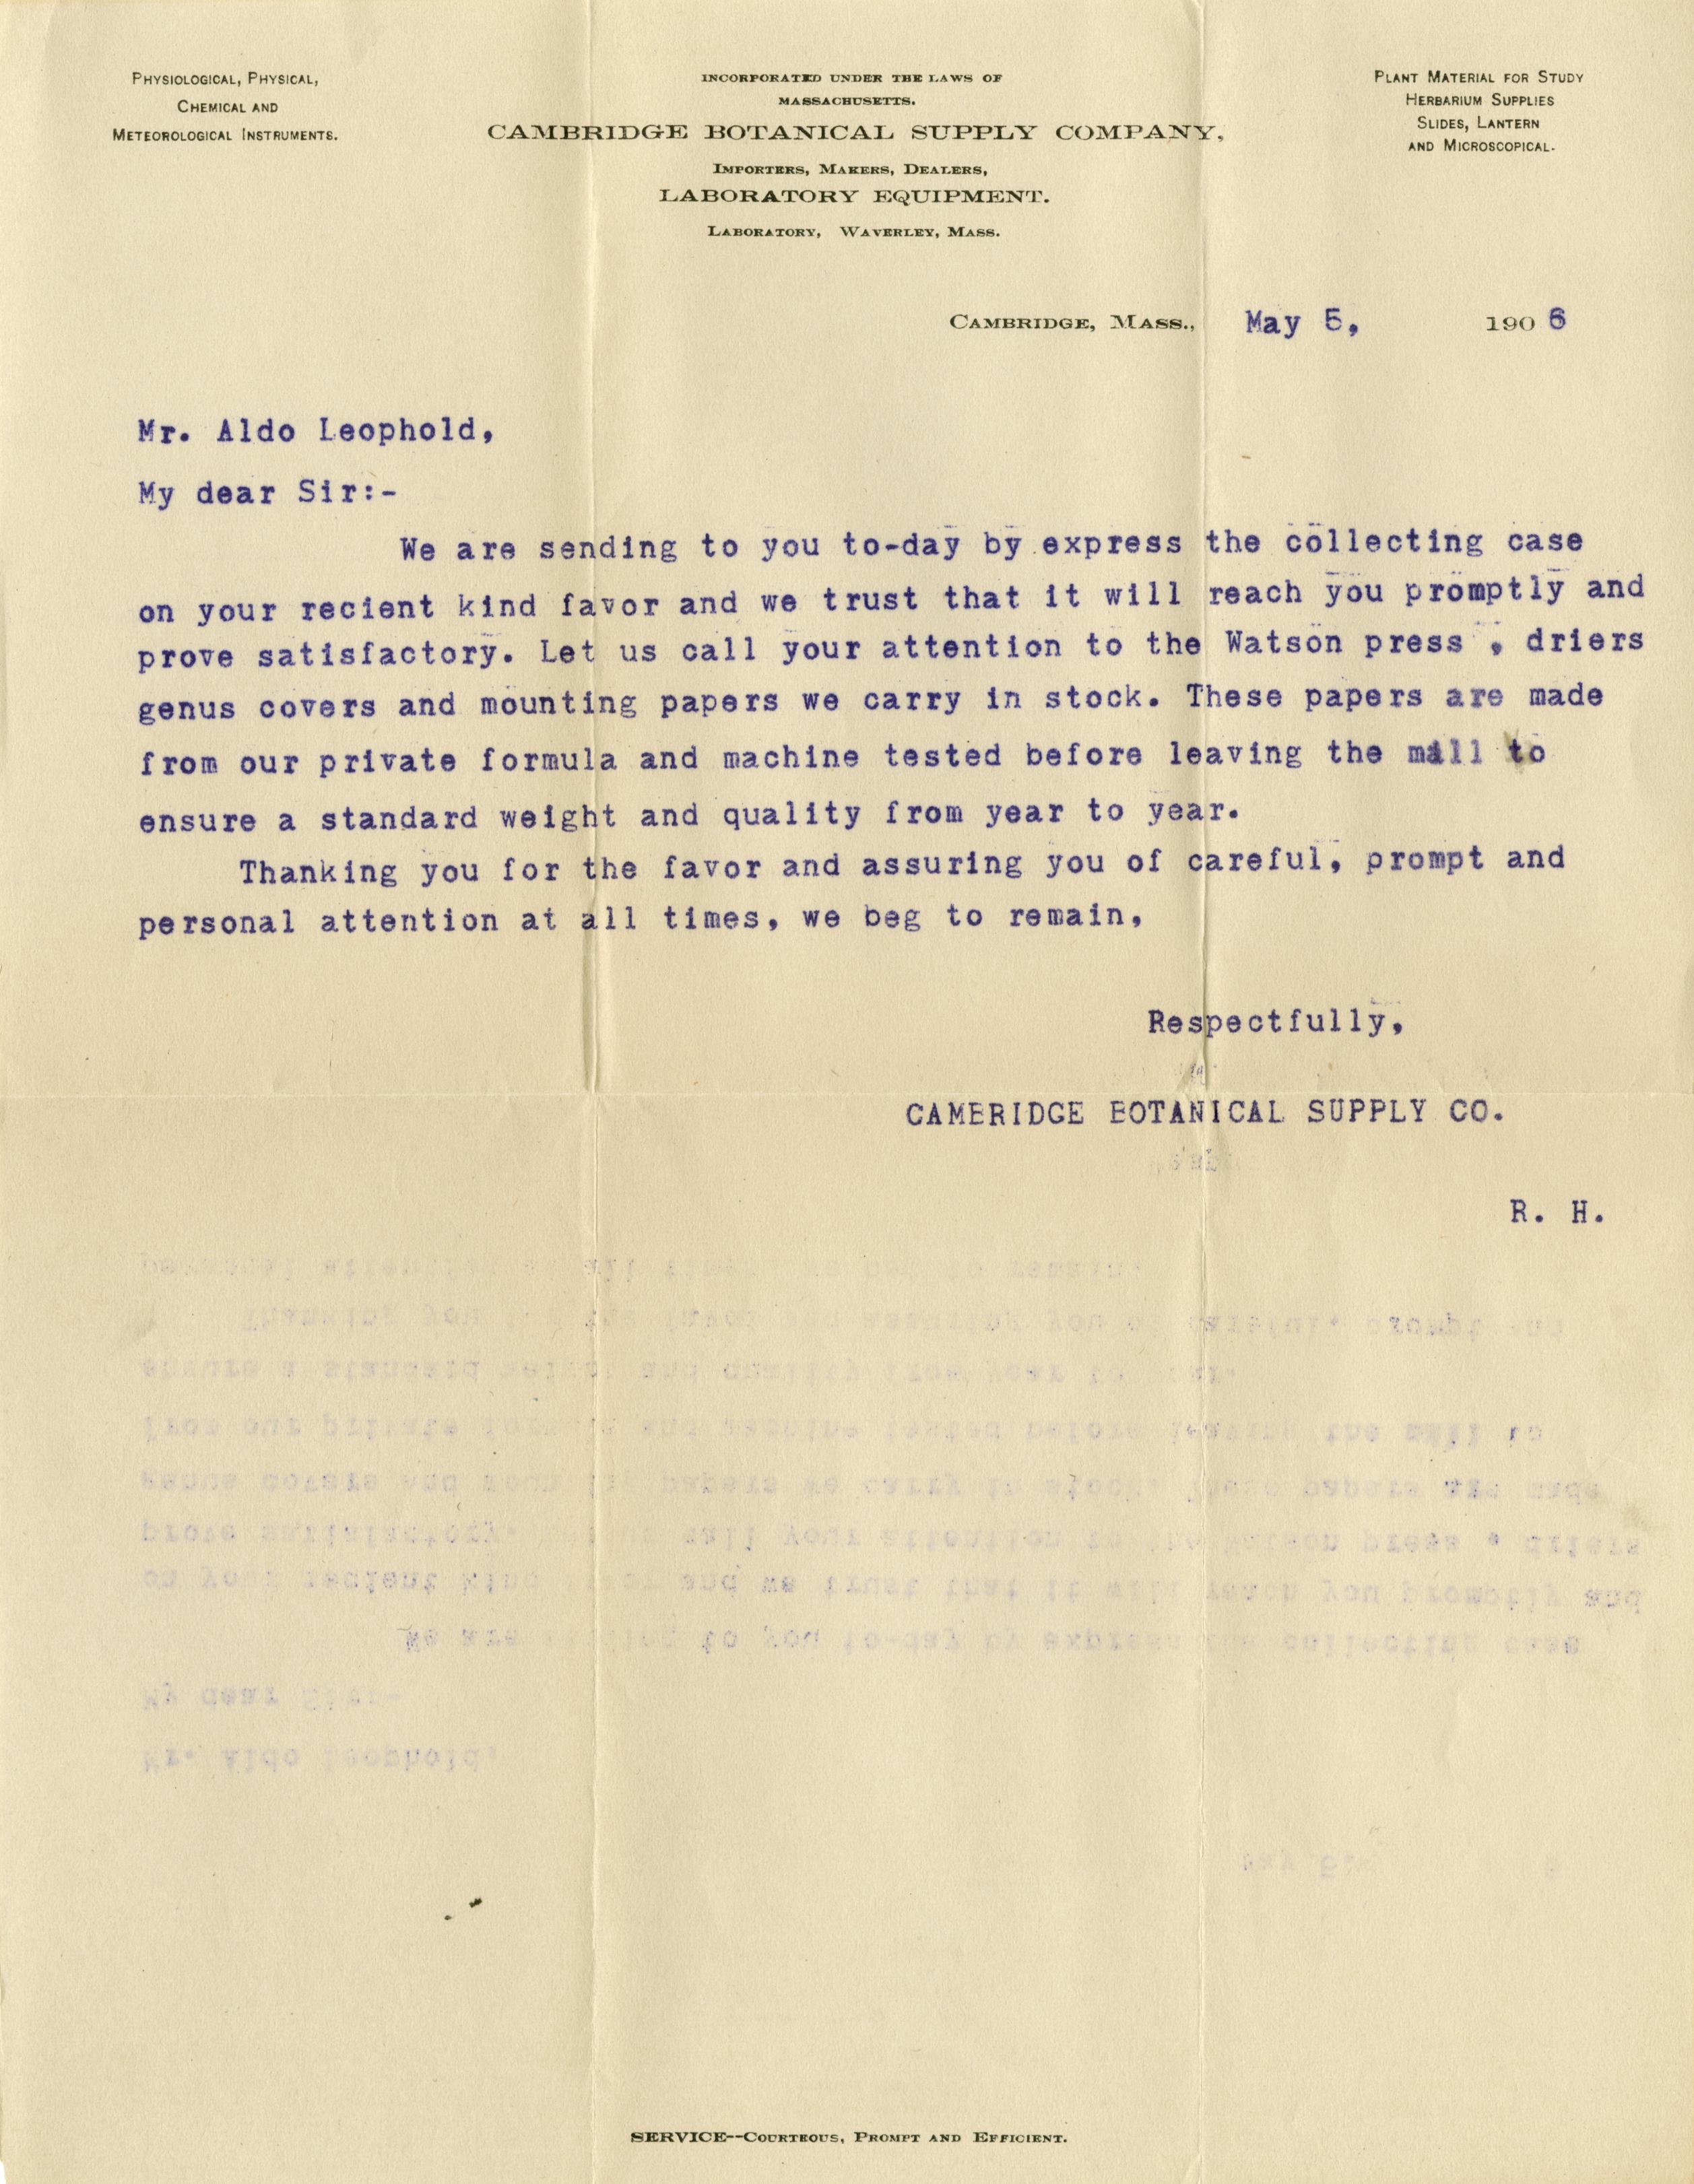 PHYSIOLOGICAL, PHYSICAL,
CHEMICAL AND
METEOROLOGICAL INSTRUMENTS.
INCORPORATED UNDER THE LAWS OF
MASSACHUSETTS.
CAMBRIDGE BOTANICAL SUPPLY COMPANY,
IMPORTERS, MAKERS, DEALERS,
LABORATORY EQUIPMENT.
LABORATORY, WAVERLEY, MASS.
PLANT MATERIAL FOR STUDY
HERBARIUM SUPPLIES
SLIDES, LANTERN
AND MICROSCOPICAL.
CAMBRIDGE, MASS., May 5, 1906
Mr. Aldo Leophold,
My dear Sir:-
We are sending to you to-day by express the collecting case
on your recient kind favor and we trust that it will reach you promptly and
prove satisfactory. Let us call your attention to the Watson press , driers
genus covers and mounting papers we carry in stock. These papers are made
from our private formula and machine tested before leaving the mill to
ensure a standard weight and quality from year to year.
Thanking you for the favor and assuring you of careful, prompt and
personal attention at all times, we beg to remain,
Respectfully,
CAMBRIDGE BOTANICAL SUPPLY CO.
R. H.
SERVICE--COURTEOUS, PROMPT AND EFFICIENT.